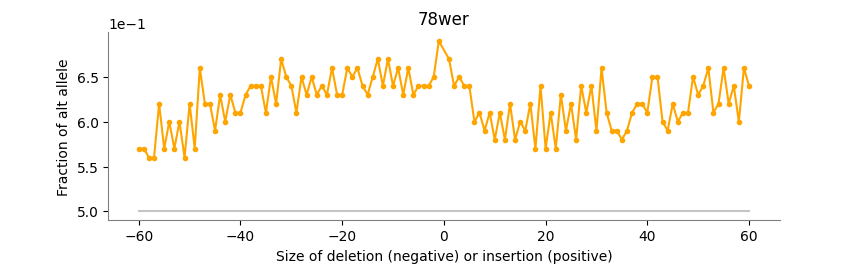 78wer
1e−1
Fraction of alt allele
6.5
6.0
5.5
5.0
−60 −40 −20 0 20 40 60
Size of deletion (negative) or insertion (positive)